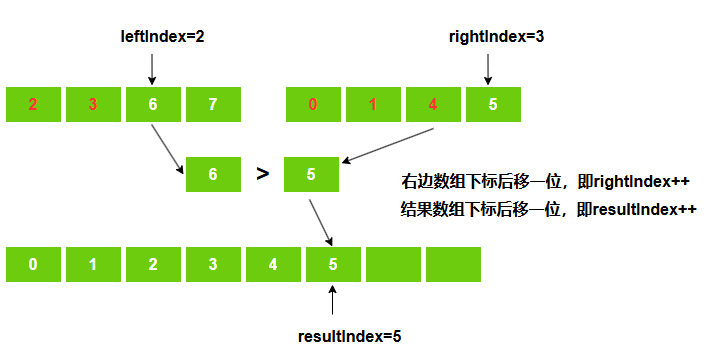 leftIndex=2 rightIndex=3
2 3 6 7 0 1 4 5
6 > 5
右边数组下标后移一位，即rightIndex++
结果数组下标后移一位，即resultIndex++
0 1 2 3 4 5
resultIndex=5